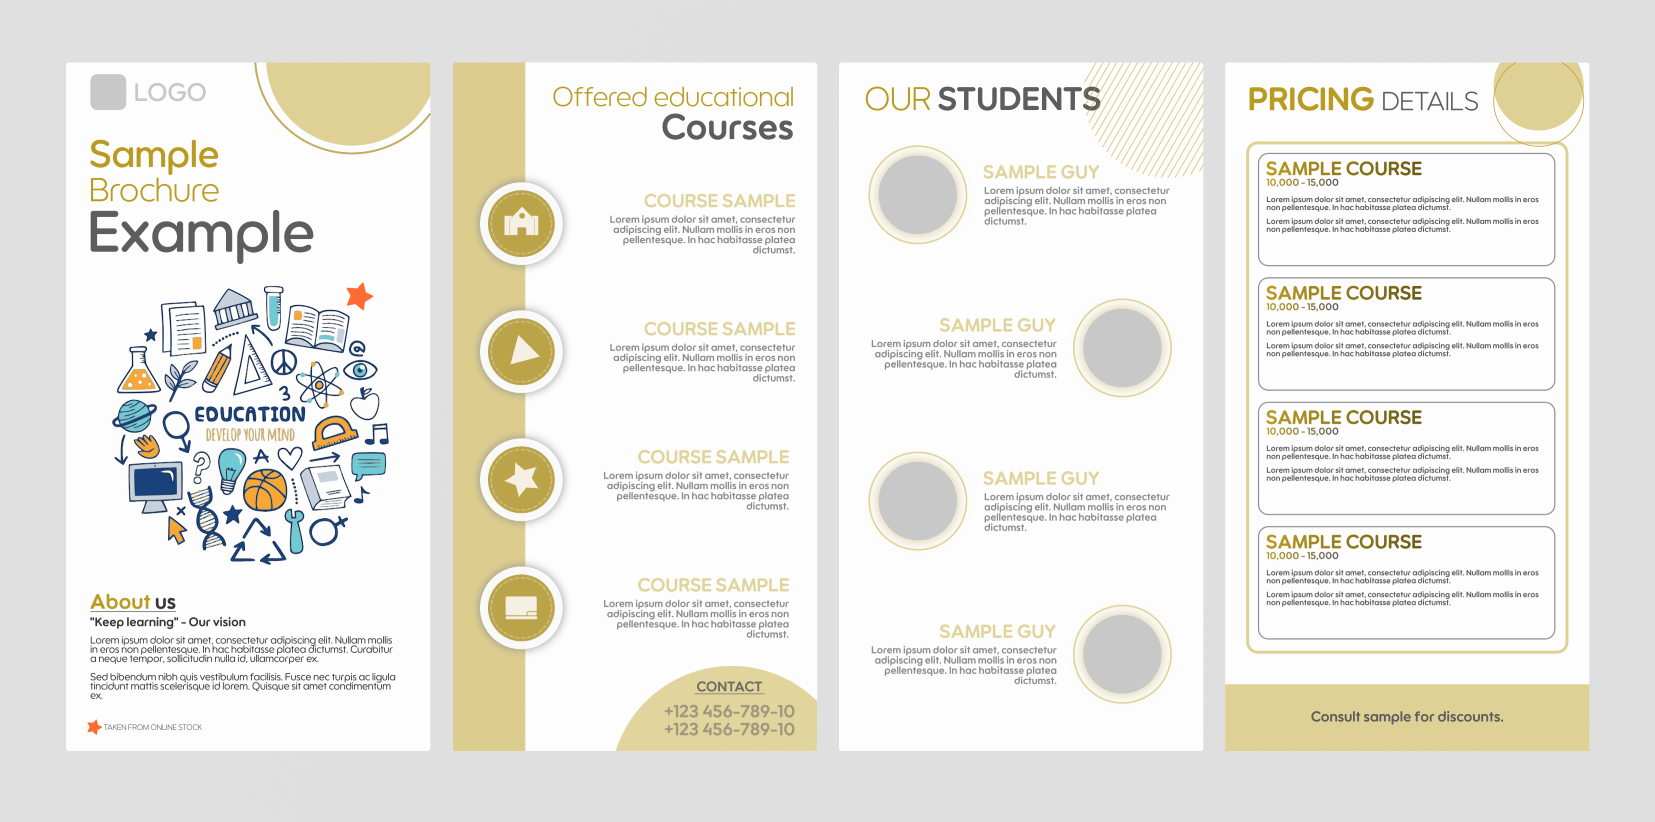 LOGO
Sample
Brochure
Example
EDUCATION
DEVELOP YOUR MIND
About us
"Keep learning" - Our vision
Lorem ipsum dolor sit amet, consectetur adipiscing elit. Nullam mollis
in eros non pellentesque. In hac habitasse platea dictumst. Curabitur
a neque tempor, sollicitudin nulla id, ullamcorper ex.
Sed bibendum nibh quis vestibulum facilisis. Fusce nec turpis ac ligula
tincidunt mattis scelerisque id lorem. Quisque sit amet condimentum
ex.
TAKEN FROM ONLINE STOCK
Offered educational
Courses
COURSE SAMPLE
Lorem ipsum dolor sit amet, consectetur
adipiscing elit. Nullam mollis in eros non
pellentesque. In hac habitasse platea
dictumst.
COURSE SAMPLE
Lorem ipsum dolor sit amet, consectetur
adipiscing elit. Nullam mollis in eros non
pellentesque. In hac habitasse platea
dictumst.
COURSE SAMPLE
Lorem ipsum dolor sit amet, consectetur
adipiscing elit. Nullam mollis in eros non
pellentesque. In hac habitasse platea
dictumst.
COURSE SAMPLE
Lorem ipsum dolor sit amet, consectetur
adipiscing elit. Nullam mollis in eros non
pellentesque. In hac habitasse platea
dictumst.
CONTACT
+123 456-789-10
+123 456-789-10
OUR STUDENTS
SAMPLE GUY
Lorem ipsum dolor sit amet, consectetur
adipiscing elit. Nullam mollis in eros non
pellentesque. In hac habitasse platea
dictumst.
SAMPLE GUY
Lorem ipsum dolor sit amet, consectetur
adipiscing elit. Nullam mollis in eros non
pellentesque. In hac habitasse platea
dictumst.
SAMPLE GUY
Lorem ipsum dolor sit amet, consectetur
adipiscing elit. Nullam mollis in eros non
pellentesque. In hac habitasse platea
dictumst.
SAMPLE GUY
Lorem ipsum dolor sit amet, consectetur
adipiscing elit. Nullam mollis in eros non
pellentesque. In hac habitasse platea
dictumst.
PRICING DETAILS
SAMPLE COURSE
10,000 - 15,000
Lorem ipsum dolor sit amet, consectetur adipiscing elit. Nullam mollis in eros
non pellentesque. In hac habitasse platea dictumst.
Lorem ipsum dolor sit amet, consectetur adipiscing elit. Nullam mollis in eros
non pellentesque. In hac habitasse platea dictumst.
SAMPLE COURSE
10,000 - 15,000
Lorem ipsum dolor sit amet, consectetur adipiscing elit. Nullam mollis in eros
non pellentesque. In hac habitasse platea dictumst.
Lorem ipsum dolor sit amet, consectetur adipiscing elit. Nullam mollis in eros
non pellentesque. In hac habitasse platea dictumst.
SAMPLE COURSE
10,000 - 15,000
Lorem ipsum dolor sit amet, consectetur adipiscing elit. Nullam mollis in eros
non pellentesque. In hac habitasse platea dictumst.
Lorem ipsum dolor sit amet, consectetur adipiscing elit. Nullam mollis in eros
non pellentesque. In hac habitasse platea dictumst.
SAMPLE COURSE
10,000 - 15,000
Lorem ipsum dolor sit amet, consectetur adipiscing elit. Nullam mollis in eros
non pellentesque. In hac habitasse platea dictumst.
Lorem ipsum dolor sit amet, consectetur adipiscing elit. Nullam mollis in eros
non pellentesque. In hac habitasse platea dictumst.
Consult sample for discounts.